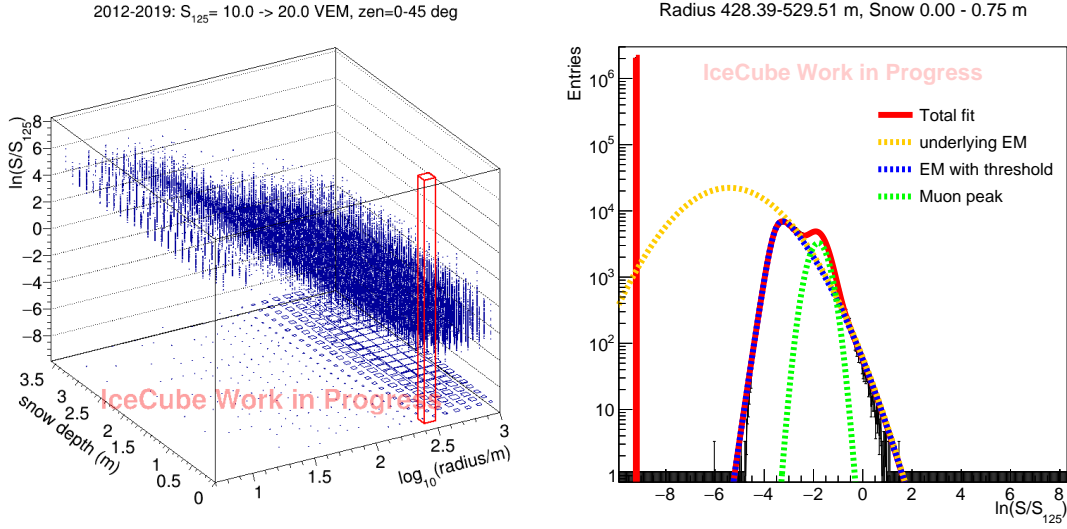 2012-2019: S125= 10.0 -> 20.0 VEM, zen=0-45 deg
ln(S/S125)
8
6
4
2
0
−2
−4
−6
−8
3.5
3
2.5
2
1.5
1
0.5
0
snow depth (m)
1
1.5
2
2.5
3
log10(radius/m)
IceCube Work in Progress
Radius 428.39-529.51 m, Snow 0.00 - 0.75 m
Entries
10^6
10^5
10^4
10^3
10^2
10
1
IceCube Work in Progress
Total fit
underlying EM
EM with threshold
Muon peak
−8 −6 −4 −2 0 2 4 6 8
ln(S/S125)